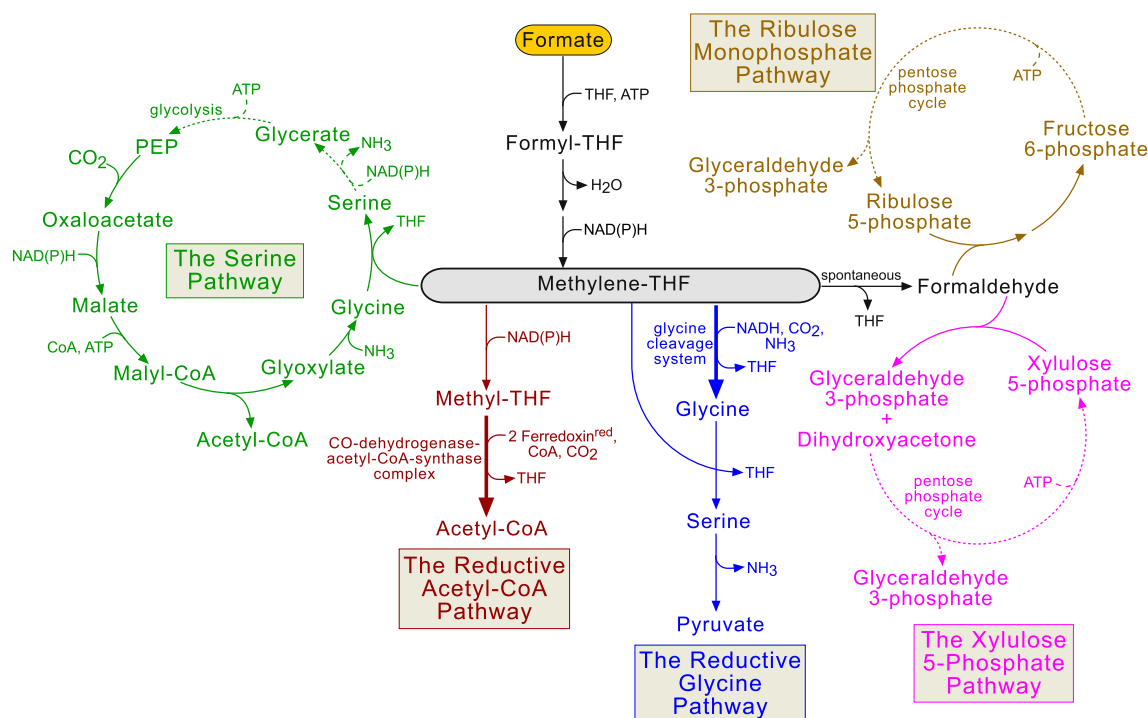 Formate
THF, ATP
Formyl-THF
H2O
NAD(P)H
Methylene-THF
The Serine
Pathway
Serine
THF
NAD(P)H
NH3
Glycerate
ATP
glycolysis
PEP
CO2
Oxaloacetate
NAD(P)H
Malate
CoA, ATP
Malyl-CoA
Acetyl-CoA
Glyoxylate
NH3
Glycine
NAD(P)H
Methyl-THF
CO-dehydrogenase-
acetyl-CoA-synthase
complex
2 Ferredoxinred,
CoA, CO2
THF
Acetyl-CoA
The Reductive
Acetyl-CoA
Pathway
glycine
cleavage
system
NADH, CO2,
NH3
THF
Glycine
THF
Serine
NH3
Pyruvate
The Reductive
Glycine
Pathway
spontaneous
THF
Formaldehyde
The Ribulose
Monophosphate
Pathway
pentose
phosphate
cycle
ATP
Fructose
6-phosphate
Glyceraldehyde
3-phosphate
Ribulose
5-phosphate
Xylulose
5-phosphate
Glyceraldehyde
3-phosphate
+
Dihydroxyacetone
pentose
phosphate
cycle
ATP
Glyceraldehyde
3-phosphate
The Xylulose
5-Phosphate
Pathway